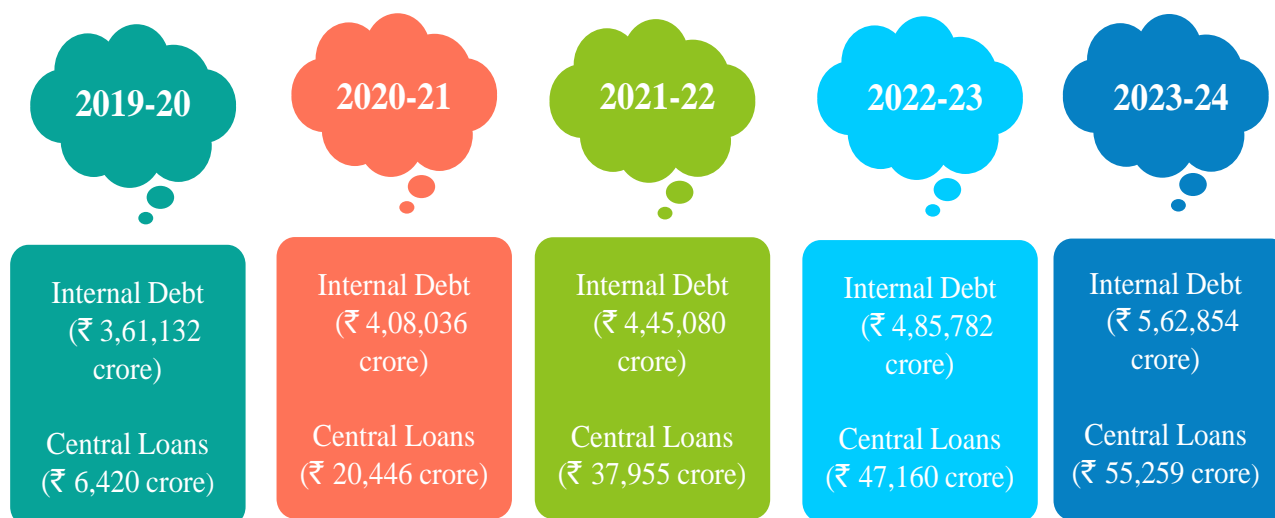 2019-20
2020-21
2021-22
2022-23
2023-24
Internal Debt
(₹ 3,61,132
crore)
Central Loans
(₹ 6,420 crore)
Internal Debt
(₹ 4,08,036
crore)
Central Loans
(₹ 20,446 crore)
Internal Debt
(₹ 4,45,080
crore)
Central Loans
(₹ 37,955 crore)
Internal Debt
(₹ 4,85,782
crore)
Central Loans
(₹ 47,160 crore)
Internal Debt
(₹ 5,62,854
crore)
Central Loans
(₹ 55,259 crore)